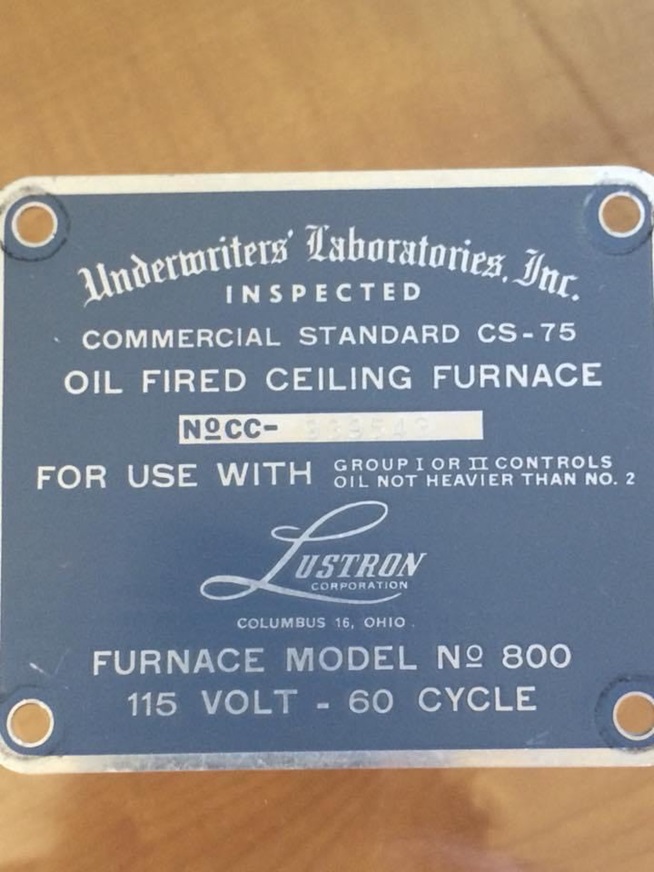 Underwriters' Laboratories, Inc.
INSPECTED
COMMERCIAL STANDARD CS-75
OIL FIRED CEILING FURNACE
Nº CC-
FOR USE WITH GROUP I OR II CONTROLS
OIL NOT HEAVIER THAN NO. 2
LUSTRON
CORPORATION
COLUMBUS 16, OHIO.
FURNACE MODEL Nº 800
115 VOLT - 60 CYCLE